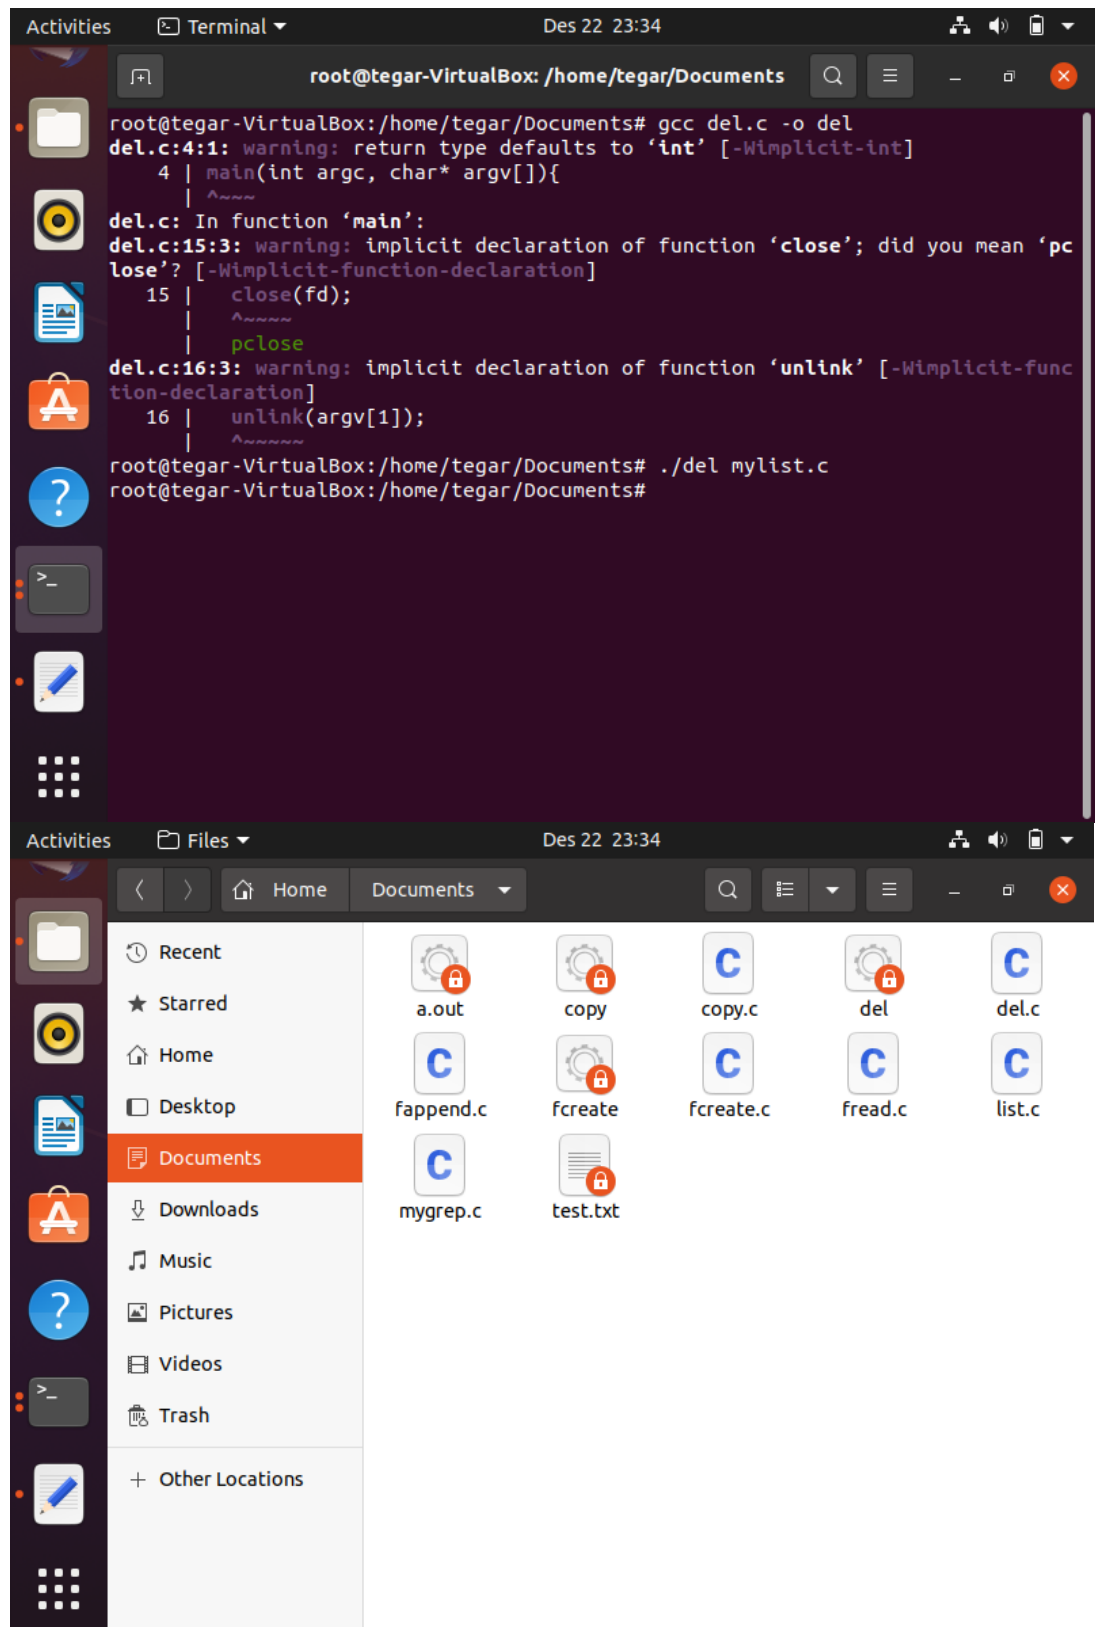 Activities Terminal Des 22 23:34
root@tegar-VirtualBox: /home/tegar/Documents
root@tegar-VirtualBox:/home/tegar/Documents# gcc del.c -o del
del.c:4:1: warning: return type defaults to ‘int’ [-Wimplicit-int]
4 | main(int argc, char* argv[]){
| ^~~~
del.c: In function ‘main’:
del.c:15:3: warning: implicit declaration of function ‘close’; did you mean ‘pc
lose’? [-Wimplicit-function-declaration]
15 | close(fd);
| ^~~~~
| pclose
del.c:16:3: warning: implicit declaration of function ‘unlink’ [-Wimplicit-func
tion-declaration]
16 | unlink(argv[1]);
| ^~~~~~
root@tegar-VirtualBox:/home/tegar/Documents# ./del mylist.c
root@tegar-VirtualBox:/home/tegar/Documents#
Activities Files Des 22 23:34
Home Documents
Recent
Starred
Home
Desktop
Documents
Downloads
Music
Pictures
Videos
Trash
+ Other Locations
a.out copy copy.c del del.c
fappend.c fcreate fcreate.c fread.c list.c
mygrep.c test.txt